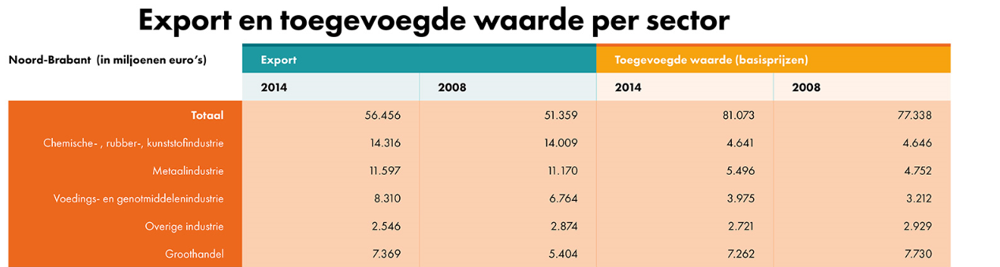 Export en toegevoegde waarde per sector
Noord-Brabant (in miljoenen euro's) Export Toegevoegde waarde (basisprijzen)
2014 2008 2014 2008
Totaal 56.456 51.359 81.073 77.338
Chemische- , rubber-, kunststofindustrie 14.316 14.009 4.641 4.646
Metaalindustrie 11.597 11.170 5.496 4.752
Voedings- en genotmiddelenindustrie 8.310 6.764 3.975 3.212
Overige industrie 2.546 2.874 2.721 2.929
Groothandel 7.369 5.404 7.262 7.730